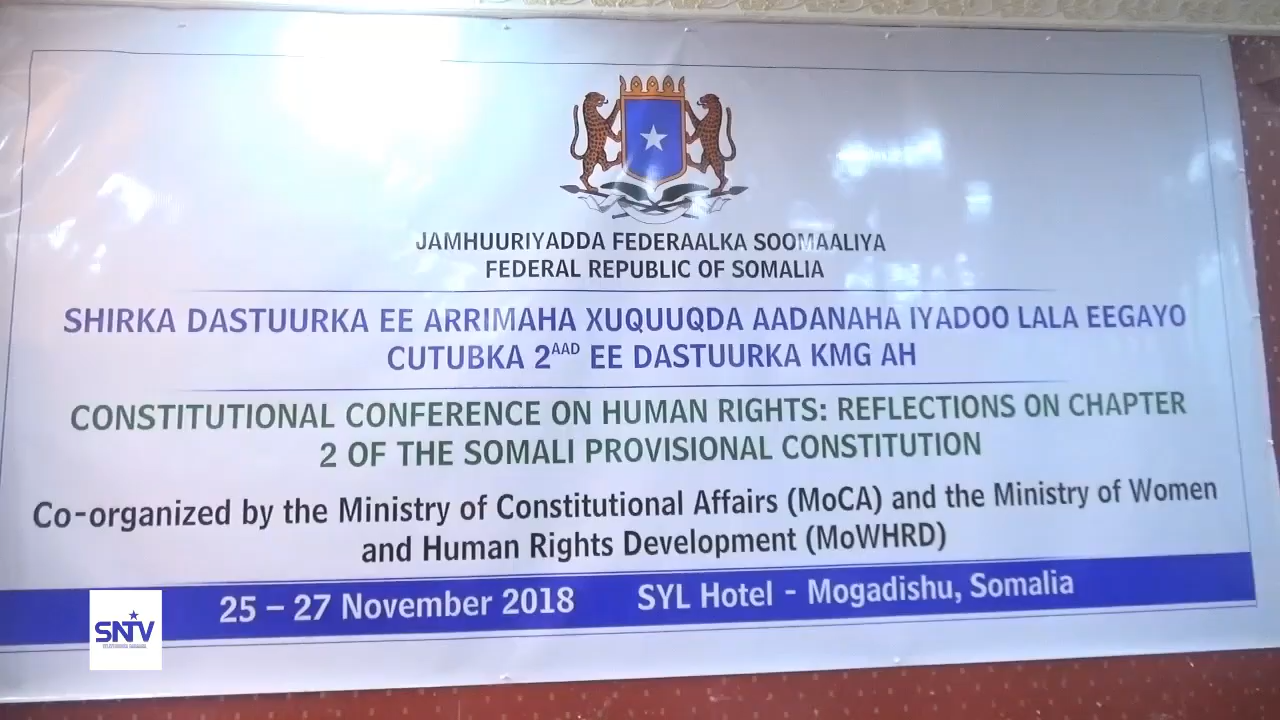 JAMHUURIYADDA FEDERAALKA SOOMAALIYA
FEDERAL REPUBLIC OF SOMALIA
SHIRKA DASTUURKA EE ARRIMAHA XUQUUQDA AADANAHA IYADOO LALA EEGAYO
CUTUBKA 2AAD EE DASTUURKA KMG AH
CONSTITUTIONAL CONFERENCE ON HUMAN RIGHTS: REFLECTIONS ON CHAPTER
2 OF THE SOMALI PROVISIONAL CONSTITUTION
Co-organized by the Ministry of Constitutional Affairs (MoCA) and the Ministry of Women
and Human Rights Development (MoWHRD)
25 – 27 November 2018 SYL Hotel - Mogadishu, Somalia
SNTV